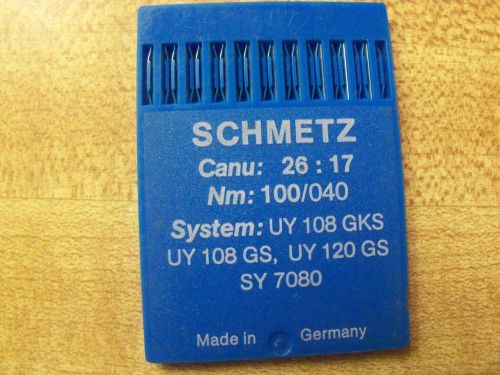 SCHMETZ
Canu: 26 : 17
Nm: 100/040
System: UY 108 GKS
UY 108 GS, UY 120 GS
SY 7080
Made in Germany